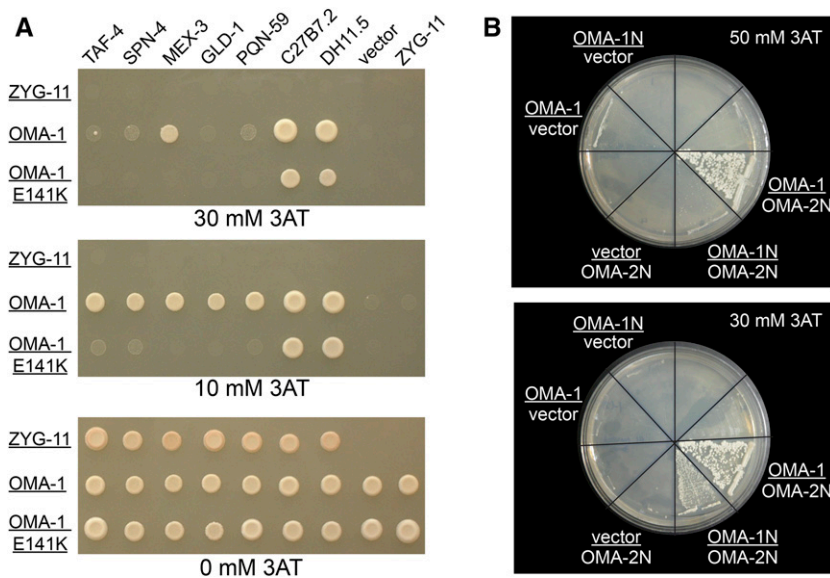 A
TAF-4 SPN-4 MEX-3 GLD-1 PQN-59 C27B7.2 DH11.5 vector ZYG-11
ZYG-11
OMA-1
OMA-1
E141K
30 mM 3AT
ZYG-11
OMA-1
OMA-1
E141K
10 mM 3AT
ZYG-11
OMA-1
OMA-1
E141K
0 mM 3AT
B
50 mM 3AT
OMA-1N
vector
OMA-1
vector
OMA-1
OMA-2N
vector
OMA-2N
OMA-1N
OMA-2N
30 mM 3AT
OMA-1N
vector
OMA-1
vector
OMA-1
OMA-2N
vector
OMA-2N
OMA-1N
OMA-2N